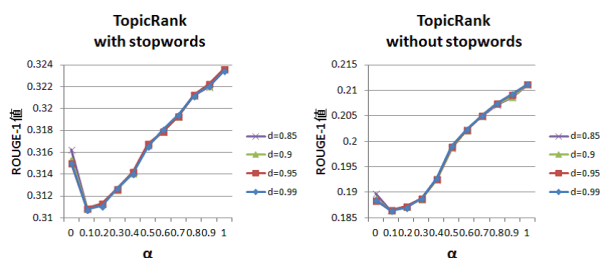 TopicRank
with stopwords
0.324
0.322
0.32
0.318
0.316
0.314
0.312
0.31
ROUGE-1値
0 0.10.20.30.40.50.60.70.80.9 1
α
d=0.85
d=0.9
d=0.95
d=0.99
TopicRank
without stopwords
0.215
0.21
0.205
0.2
0.195
0.19
0.185
ROUGE-1値
0 0.10.20.30.40.50.60.70.80.9 1
α
d=0.85
d=0.9
d=0.95
d=0.99